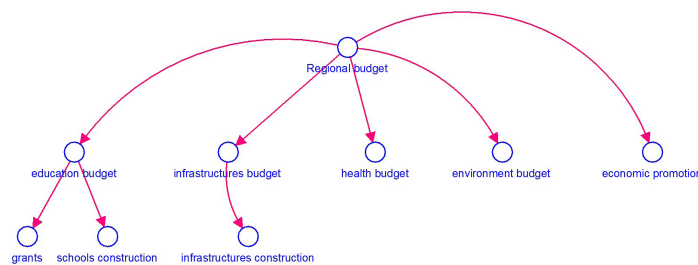 Regional budget
education budget
infrastructures budget
health budget
environment budget
economic promotion
grants
schools construction
infrastructures construction